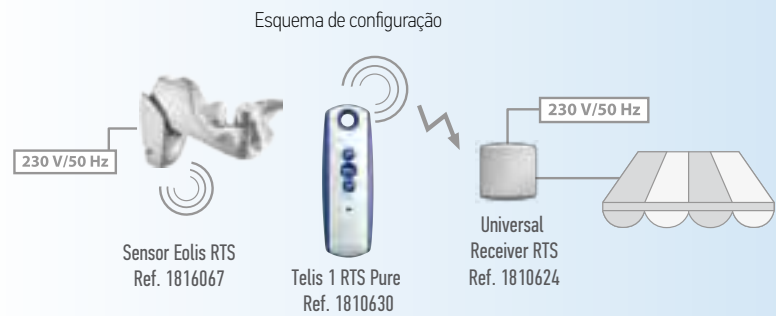 Esquema de configuração
230 V/50 Hz
230 V/50 Hz
Sensor Eolis RTS
Ref. 1816067
Telis 1 RTS Pure
Ref. 1810630
Universal
Receiver RTS
Ref. 1810624